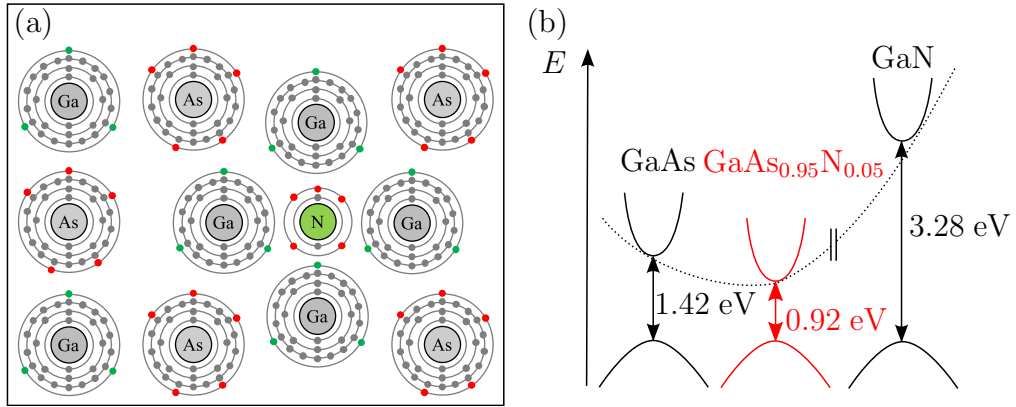 (a)
Ga
As
Ga
As
As
Ga
N
Ga
Ga
As
Ga
As
(b)
E
GaN
GaAs
GaAs₀.₉₅N₀.₀₅
3.28 eV
1.42 eV
0.92 eV